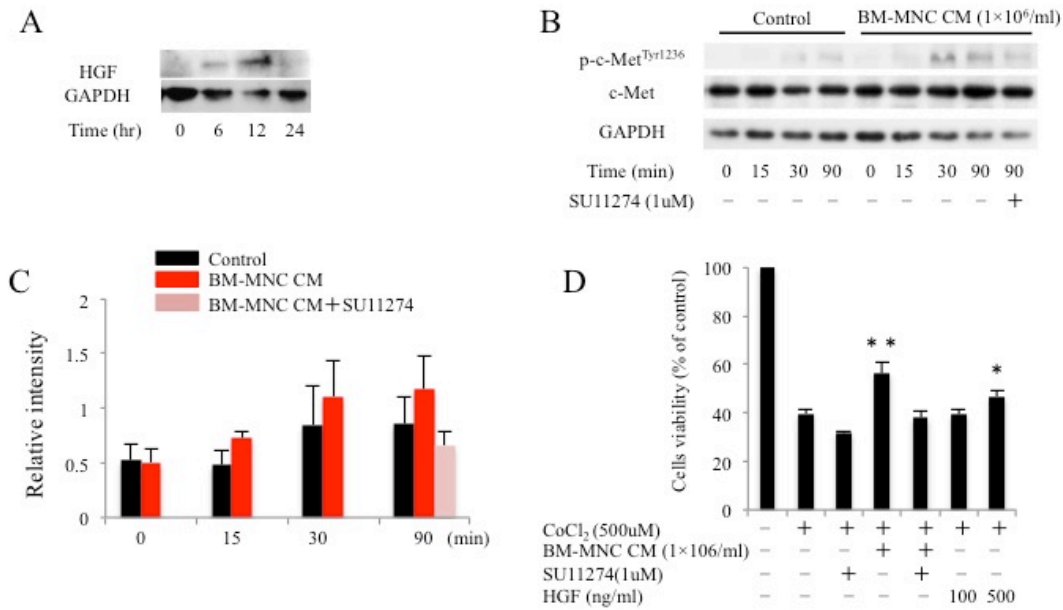 A
HGF
GAPDH
Time (hr) 0 6 12 24
B
Control BM-MNC CM (1×10⁶/ml)
p-c-Met^Tyr1236
c-Met
GAPDH
Time (min) 0 15 30 90 0 15 30 90 90
SU11274 (1uM) – – – – – – – – +
C
Control
BM-MNC CM
BM-MNC CM+SU11274
Relative intensity
2
1.5
1
0.5
0
0 15 30 90 (min)
D
Cells viability (% of control)
100
80
60
40
20
0
* *
*
CoCl₂ (500uM) – + + + + + +
BM-MNC CM (1×106/ml) – – – + + – –
SU11274(1uM) – – + – + – –
HGF (ng/ml) – – – – – 100 500